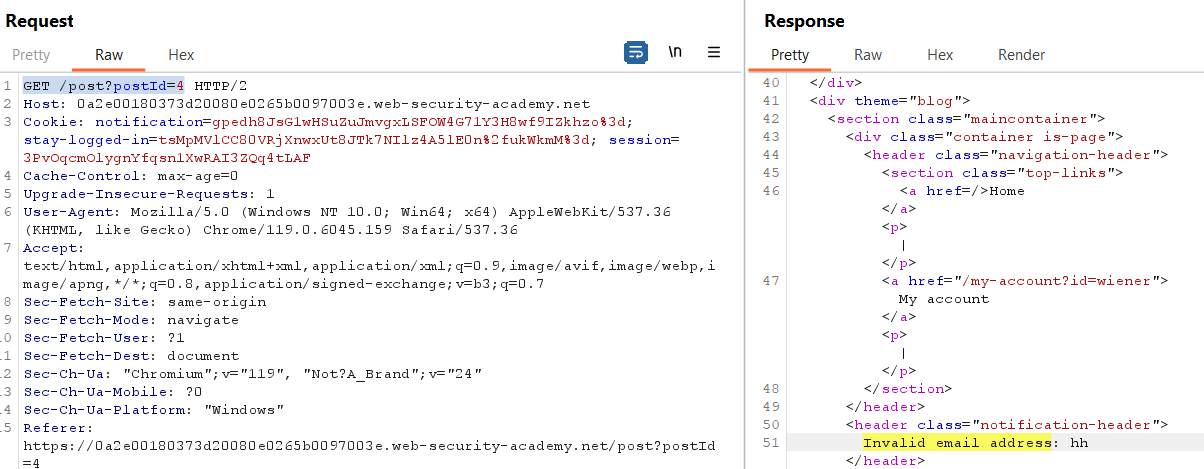 Request
Pretty Raw Hex
\n
1 GET /post?postId=4 HTTP/2
2 Host: 0a2e00180373d20080e0265b0097003e.web-security-academy.net
3 Cookie: notification=gpedh8JsGlwHSuZuJmvgxLSFOW4G7lY3H8wf9IZkhzo%3d;
stay-logged-in=tsMpMVlCC80VRjXnwxUt8JTk7NIlz4A5lE0n%2fukWkmM%3d; session=
3PvOqcmOlygnYfqsnlXwRAI3ZQq4tLAF
4 Cache-Control: max-age=0
5 Upgrade-Insecure-Requests: 1
6 User-Agent: Mozilla/5.0 (Windows NT 10.0; Win64; x64) AppleWebKit/537.36
(KHTML, like Gecko) Chrome/119.0.6045.159 Safari/537.36
7 Accept:
text/html,application/xhtml+xml,application/xml;q=0.9,image/avif,image/webp,i
mage/apng,*/*;q=0.8,application/signed-exchange;v=b3;q=0.7
8 Sec-Fetch-Site: same-origin
9 Sec-Fetch-Mode: navigate
10 Sec-Fetch-User: ?1
11 Sec-Fetch-Dest: document
12 Sec-Ch-Ua: "Chromium";v="119", "Not?A_Brand";v="24"
13 Sec-Ch-Ua-Mobile: ?0
14 Sec-Ch-Ua-Platform: "Windows"
15 Referer:
https://0a2e00180373d20080e0265b0097003e.web-security-academy.net/post?postId
=4
Response
Pretty Raw Hex Render
40 </div>
41 <div theme="blog">
42 <section class="maincontainer">
43 <div class="container is-page">
44 <header class="navigation-header">
45 <section class="top-links">
46 <a href=/>Home
</a>
<p>
|
</p>
47 <a href="/my-account?id=wiener">
My account
</a>
<p>
|
</p>
48 </section>
49 </header>
50 <header class="notification-header">
51 Invalid email address: hh
</header>